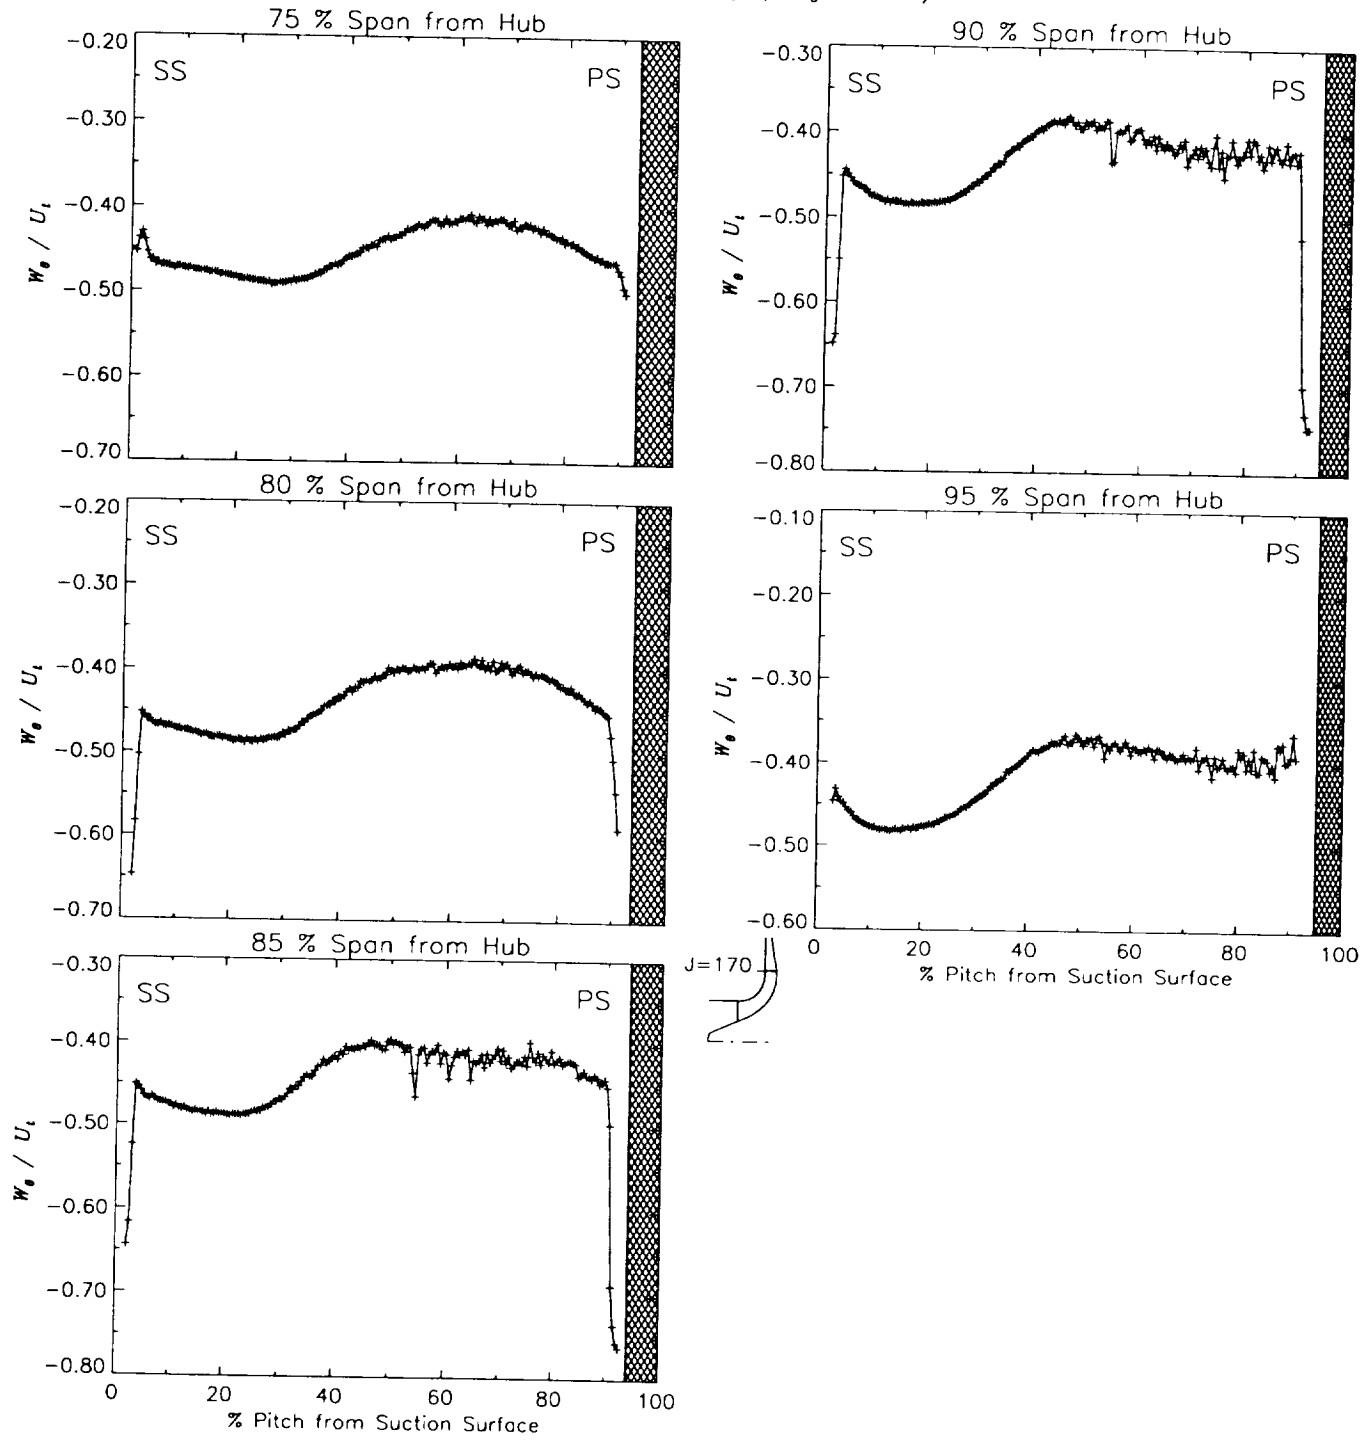 75 % Span from Hub
-0.20
-0.30
-0.40
-0.50
-0.60
-0.70
SS
PS
W_θ / U_t
80 % Span from Hub
-0.20
-0.30
-0.40
-0.50
-0.60
-0.70
SS
PS
W_θ / U_t
85 % Span from Hub
-0.30
-0.40
-0.50
-0.60
-0.70
-0.80
SS
PS
W_θ / U_t
0 20 40 60 80 100
% Pitch from Suction Surface
90 % Span from Hub
-0.30
-0.40
-0.50
-0.60
-0.70
-0.80
SS
PS
W_θ / U_t
95 % Span from Hub
-0.10
-0.20
-0.30
-0.40
-0.50
-0.60
SS
PS
W_θ / U_t
0 20 40 60 80 100
% Pitch from Suction Surface
J=170